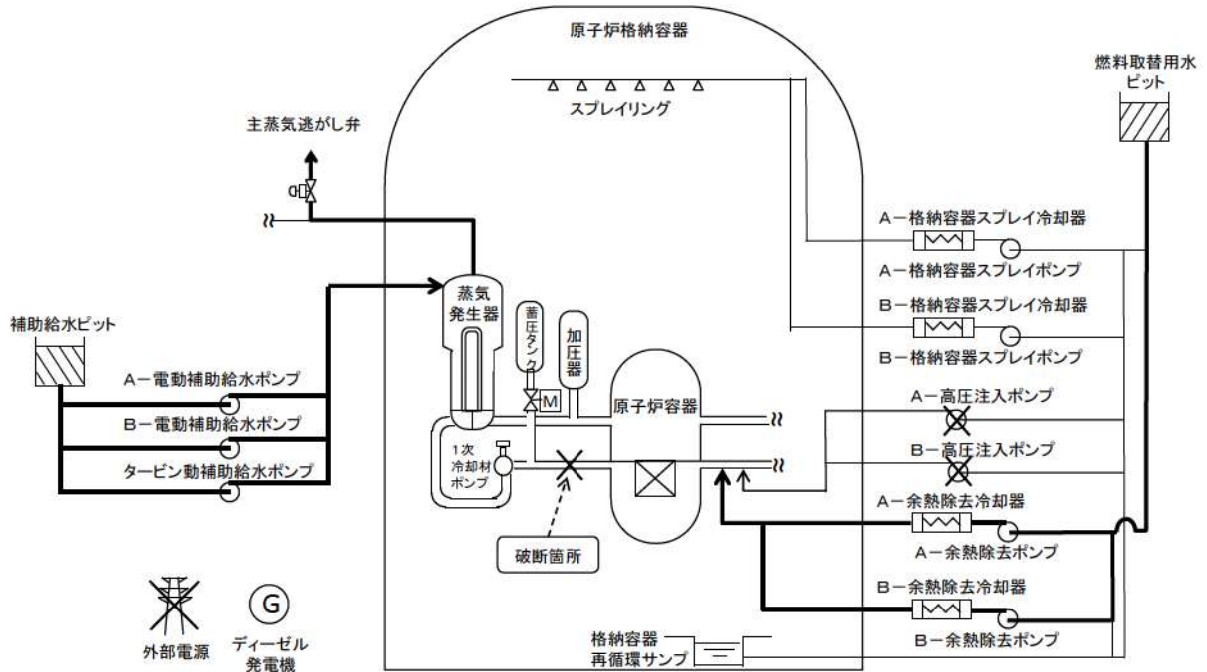 原子炉格納容器
スプレイリング
燃料取替用水
ピット
主蒸気逃がし弁
A－格納容器スプレイ冷却器
A－格納容器スプレイポンプ
B－格納容器スプレイ冷却器
B－格納容器スプレイポンプ
蒸気
発生器
蓄圧タンク
加圧器
M
原子炉容器
補助給水ピット
A－電動補助給水ポンプ
B－電動補助給水ポンプ
タービン動補助給水ポンプ
1次
冷却材
ポンプ
A－高圧注入ポンプ
B－高圧注入ポンプ
破断箇所
A－余熱除去冷却器
A－余熱除去ポンプ
B－余熱除去冷却器
B－余熱除去ポンプ
外部電源
G
ディーゼル
発電機
格納容器
再循環サンプ